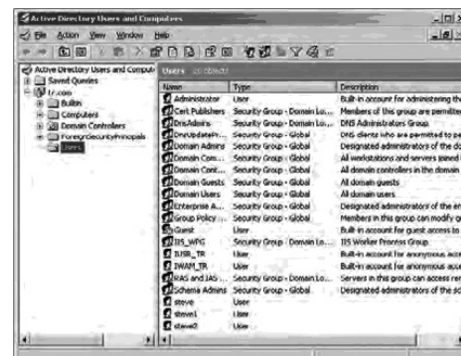 Active Directory Users and Computers
File Action View Window Help
Active Directory Users and Comput
Saved Queries
tr.com
Builtin
Computers
Domain Controllers
ForeignSecurityPrincipals
Users
Users 20 objects
Name Type Description
Administrator User Built-in account for administering the
Cert Publishers Security Group - Domain Lo... Members of this group are permitted
DnsAdmins Security Group - Domain Lo... DNS Administrators Group
DnsUpdatePr... Security Group - Global DNS clients who are permitted to pe
Domain Admins Security Group - Global Designated administrators of the do
Domain Com... Security Group - Global All workstations and servers joined
Domain Cont... Security Group - Global All domain controllers in the domain
Domain Guests Security Group - Global All domain guests
Domain Users Security Group - Global All domain users
Enterprise A... Security Group - Global Designated administrators of the en
Group Policy ... Security Group - Global Members in this group can modify gr
Guest User Built-in account for guest access to
IIS_WPG Security Group - Domain Lo... IIS Worker Process Group
IUSR_TR User Built-in account for anonymous acce
IWAM_TR User Built-in account for anonymous acce
RAS and IAS ... Security Group - Domain Lo... Servers in this group can access rem
Schema Admins Security Group - Global Designated administrators of the sc
steve User
steve1 User
steve2 User